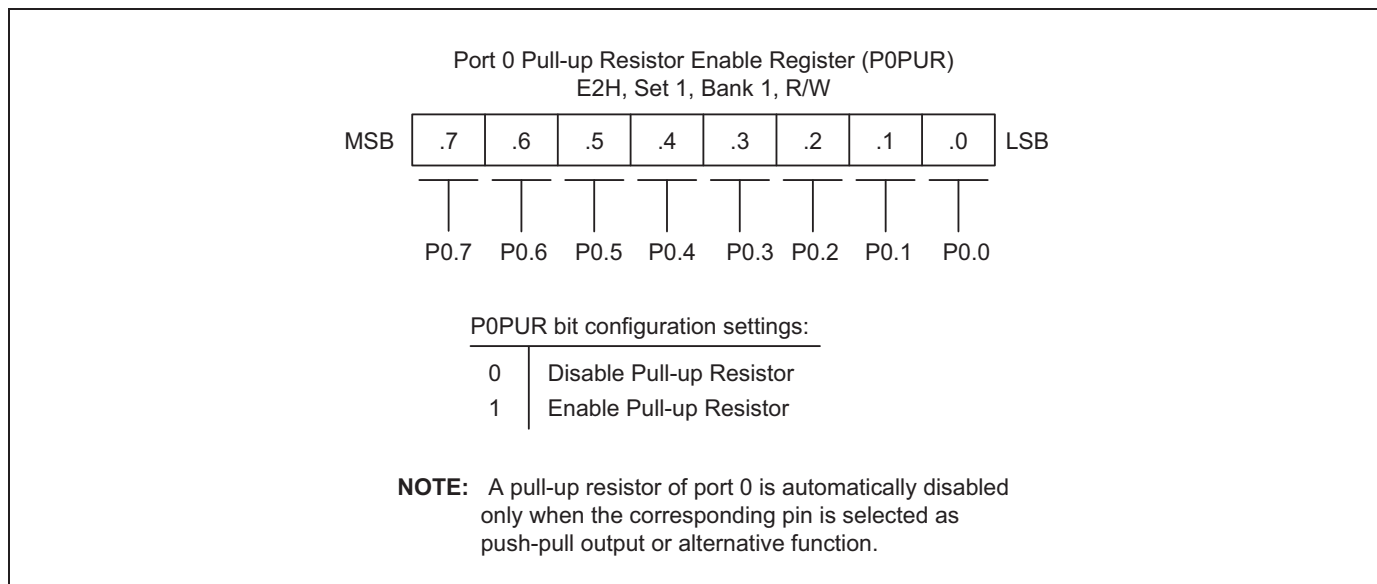 Port 0 Pull-up Resistor Enable Register (P0PUR)
E2H, Set 1, Bank 1, R/W
MSB .7 .6 .5 .4 .3 .2 .1 .0 LSB
P0.7 P0.6 P0.5 P0.4 P0.3 P0.2 P0.1 P0.0
P0PUR bit configuration settings:
0 Disable Pull-up Resistor
1 Enable Pull-up Resistor
NOTE: A pull-up resistor of port 0 is automatically disabled
only when the corresponding pin is selected as
push-pull output or alternative function.